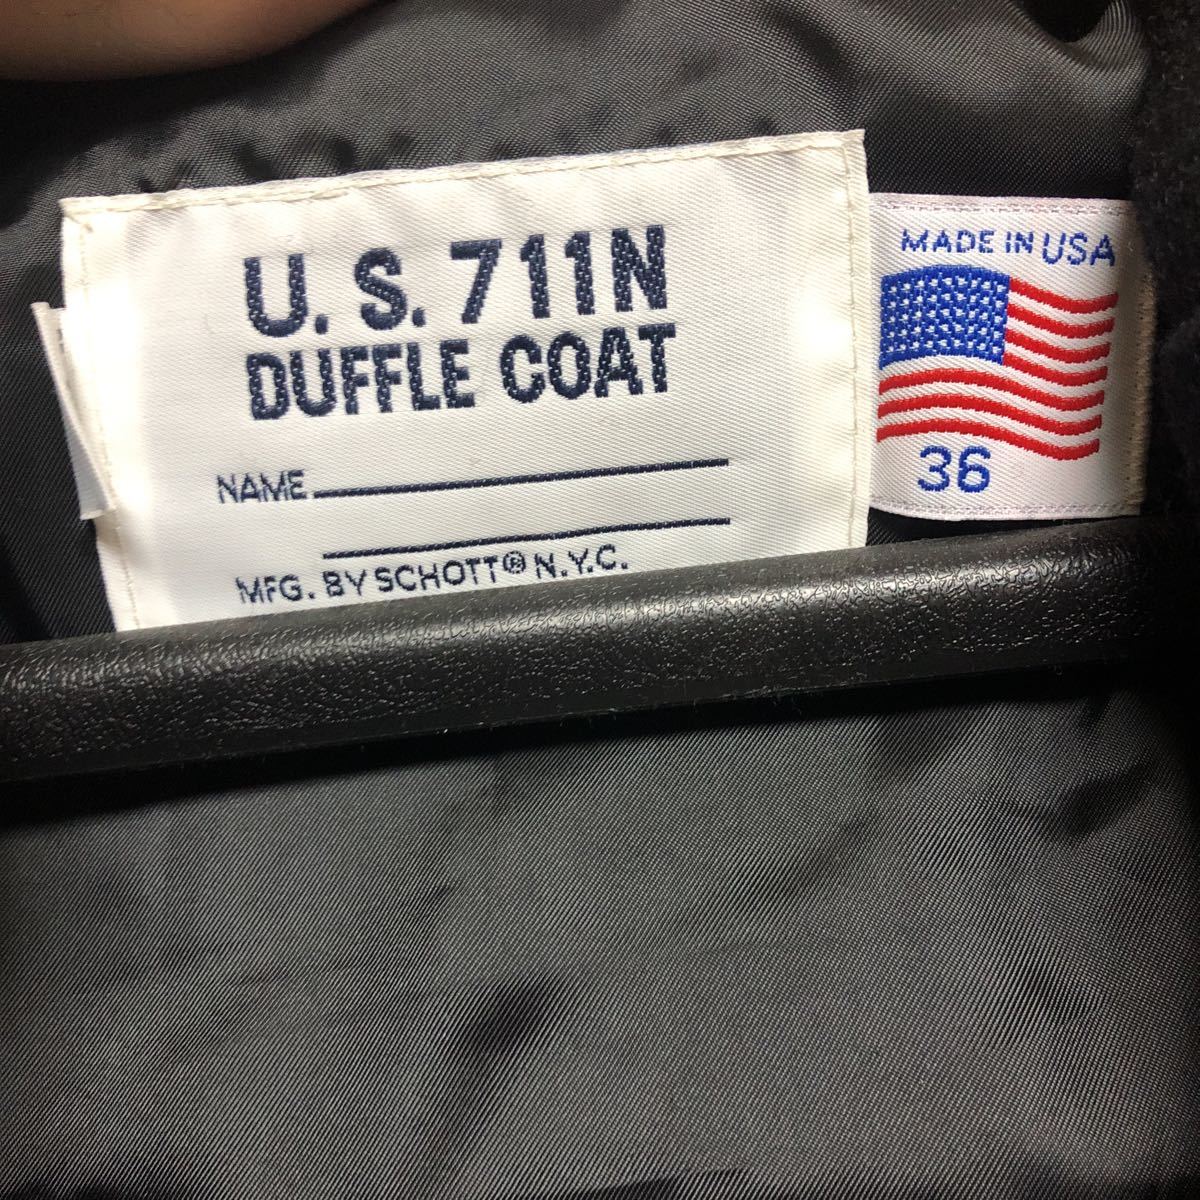 U. S. 711N
DUFFLE COAT
NAME
MFG. BY SCHOTT® N.Y.C.
MADE IN USA
36